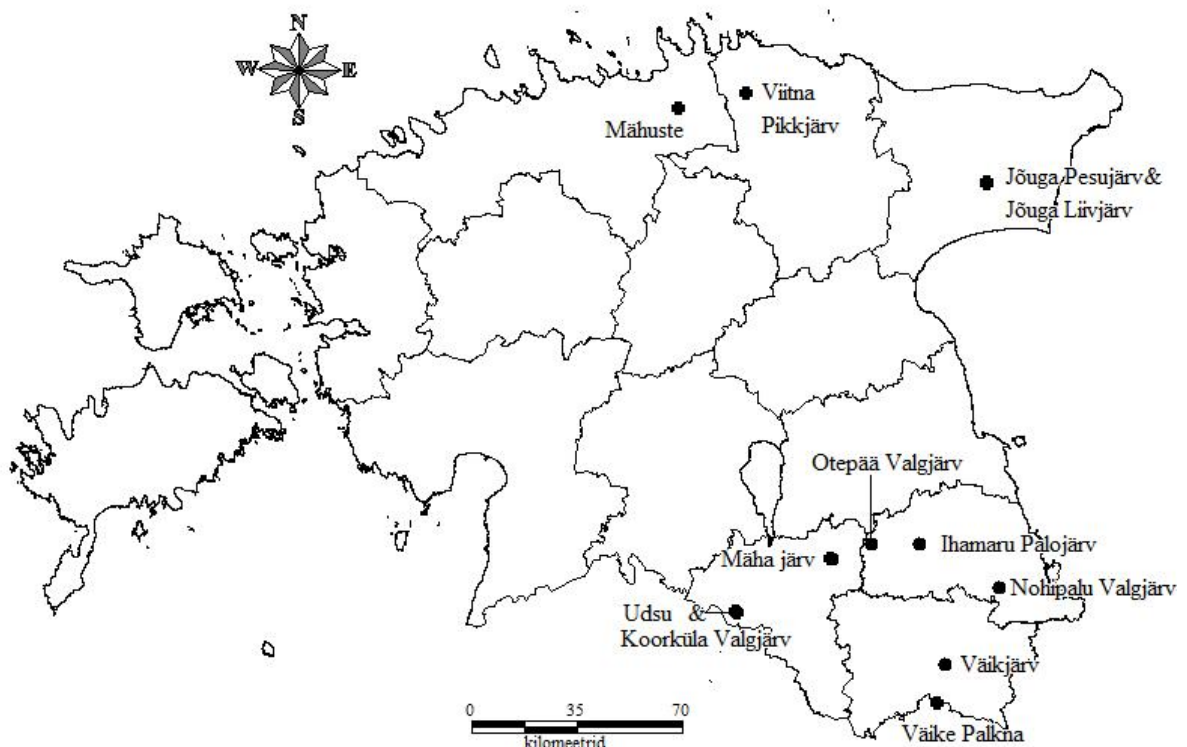 N
W E
S
Viitna
Pikkjärv
Mähuste
Jõuga Pesujärv&
Jõuga Liivjärv
Otepää Valgjärv
Ihamaru Palojärv
Mäha järv
Nohipalu Valgjärv
Udsu &
Koorküla Valgjärv
Väikjärv
Väike Palkna
0 35 70
kilomeetrid